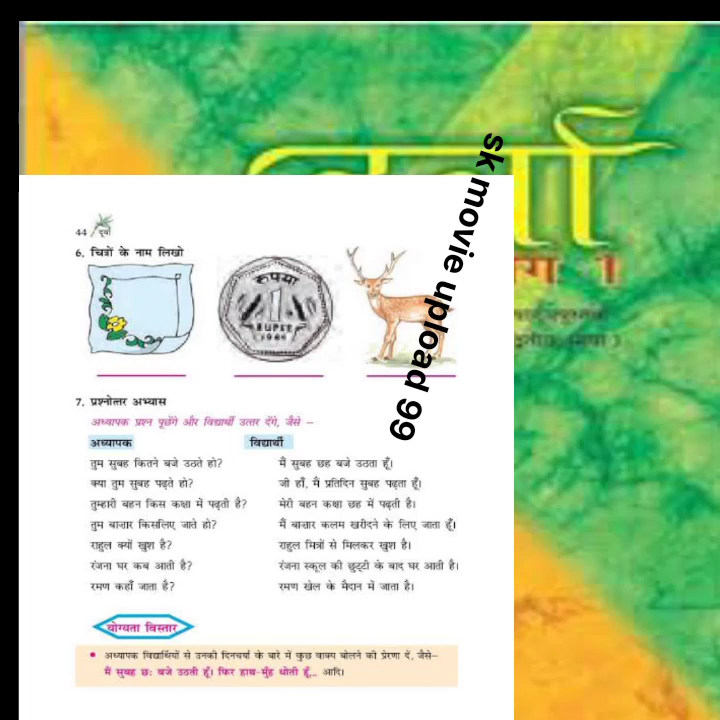 दूर्वा
भाग 1
sk movie upload 99
44 दूर्वा
6. चित्रों के नाम लिखो
रुपया
1
RUPEE
7. प्रश्नोत्तर अभ्यास
अध्यापक प्रश्न पूछेंगे और विद्यार्थी उत्तर देंगे, जैसे –
अध्यापक विद्यार्थी
तुम सुबह कितने बजे उठते हो? मैं सुबह छह बजे उठता हूँ।
क्या तुम सुबह पढ़ते हो? जी हाँ, मैं प्रतिदिन सुबह पढ़ता हूँ।
तुम्हारी बहन किस कक्षा में पढ़ती है? मेरी बहन कक्षा छह में पढ़ती है।
तुम बाज़ार किसलिए जाते हो? मैं बाज़ार कलम खरीदने के लिए जाता हूँ।
राहुल क्यों खुश है? राहुल मित्रों से मिलकर खुश है।
रंजना घर कब आती है? रंजना स्कूल की छुट्टी के बाद घर आती है।
रमण कहाँ जाता है? रमण खेल के मैदान में जाता है।
योग्यता विस्तार
• अध्यापक विद्यार्थियों से उनकी दिनचर्या के बारे में कुछ वाक्य बोलने की प्रेरणा दें, जैसे–
मैं सुबह छः बजे उठती हूँ। फिर हाथ-मुँह धोती हूँ... आदि।